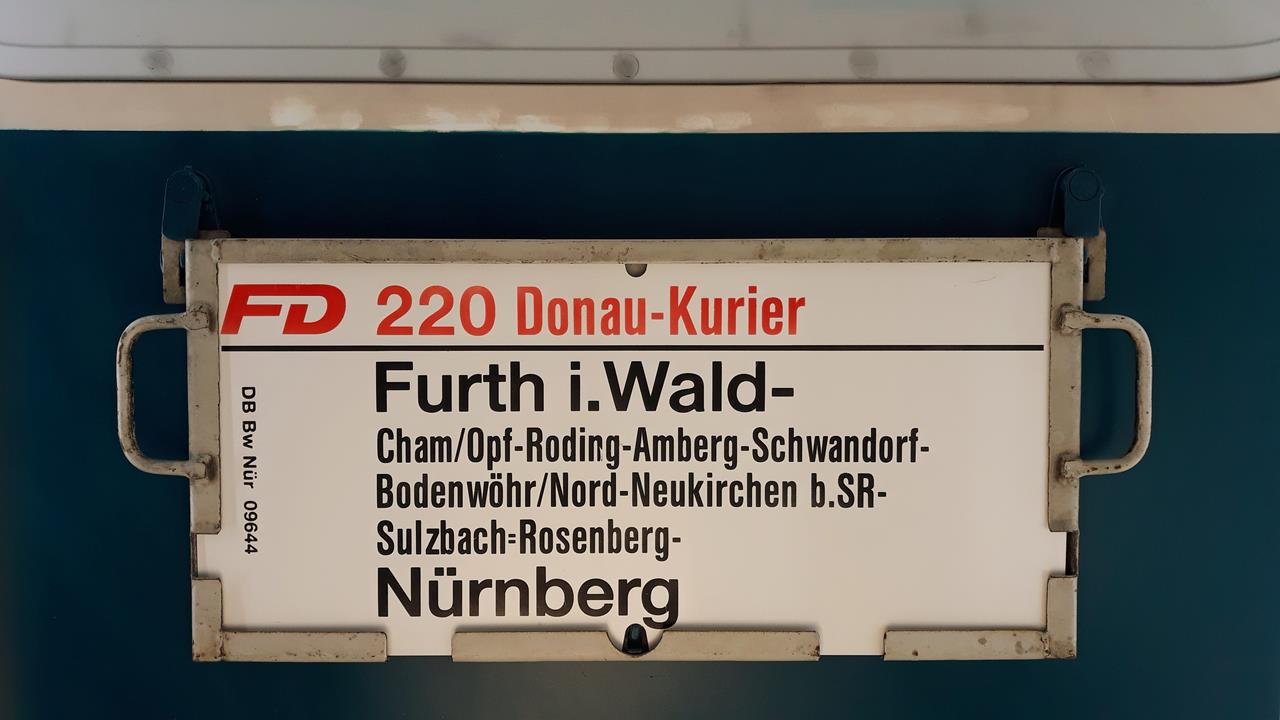 FD 220 Donau-Kurier
Furth i.Wald-
Cham/Opf-Roding-Amberg-Schwandorf-
Bodenwöhr/Nord-Neukirchen b.SR-
Sulzbach=Rosenberg-
Nürnberg
DB Bw Nür 09644